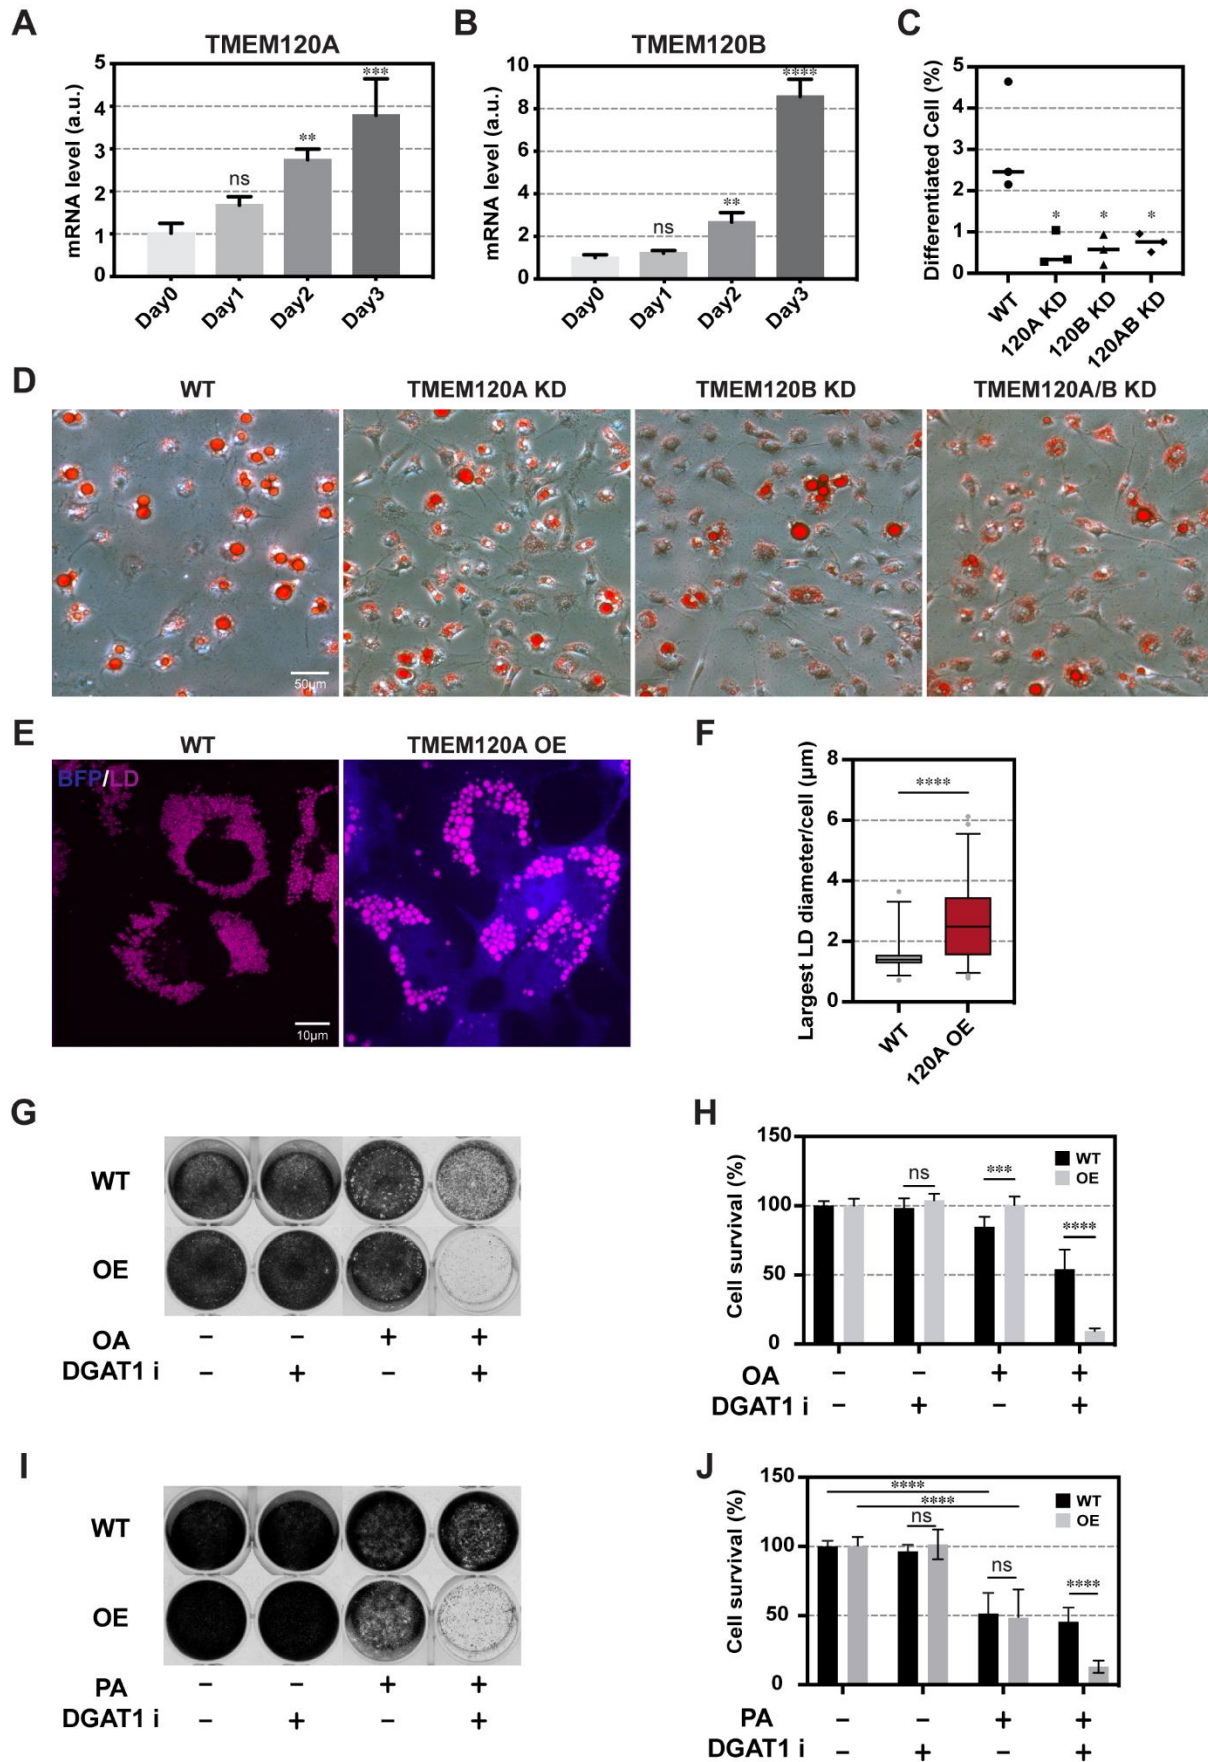 A
TMEM120A
mRNA level (a.u.)
5
4
3
2
1
0
ns
**
***
Day0
Day1
Day2
Day3
B
TMEM120B
mRNA level (a.u.)
10
8
6
4
2
0
ns
**
****
Day0
Day1
Day2
Day3
C
Differentiated Cell (%)
5
4
3
2
1
0
*
*
*
WT
120A KD
120B KD
120AB KD
D
WT
TMEM120A KD
TMEM120B KD
TMEM120A/B KD
50μm
E
WT
TMEM120A OE
BFP/LD
10μm
F
Largest LD diameter/cell (μm)
8
6
4
2
0
****
WT
120A OE
G
WT
OE
OA − − + +
DGAT1 i − + − +
H
Cell survival (%)
150
100
50
0
WT
OE
ns
***
****
OA − − + +
DGAT1 i − + − +
I
WT
OE
PA − − + +
DGAT1 i − + − +
J
Cell survival (%)
150
100
50
0
WT
OE
****
****
ns
ns
****
PA − − + +
DGAT1 i − + − +